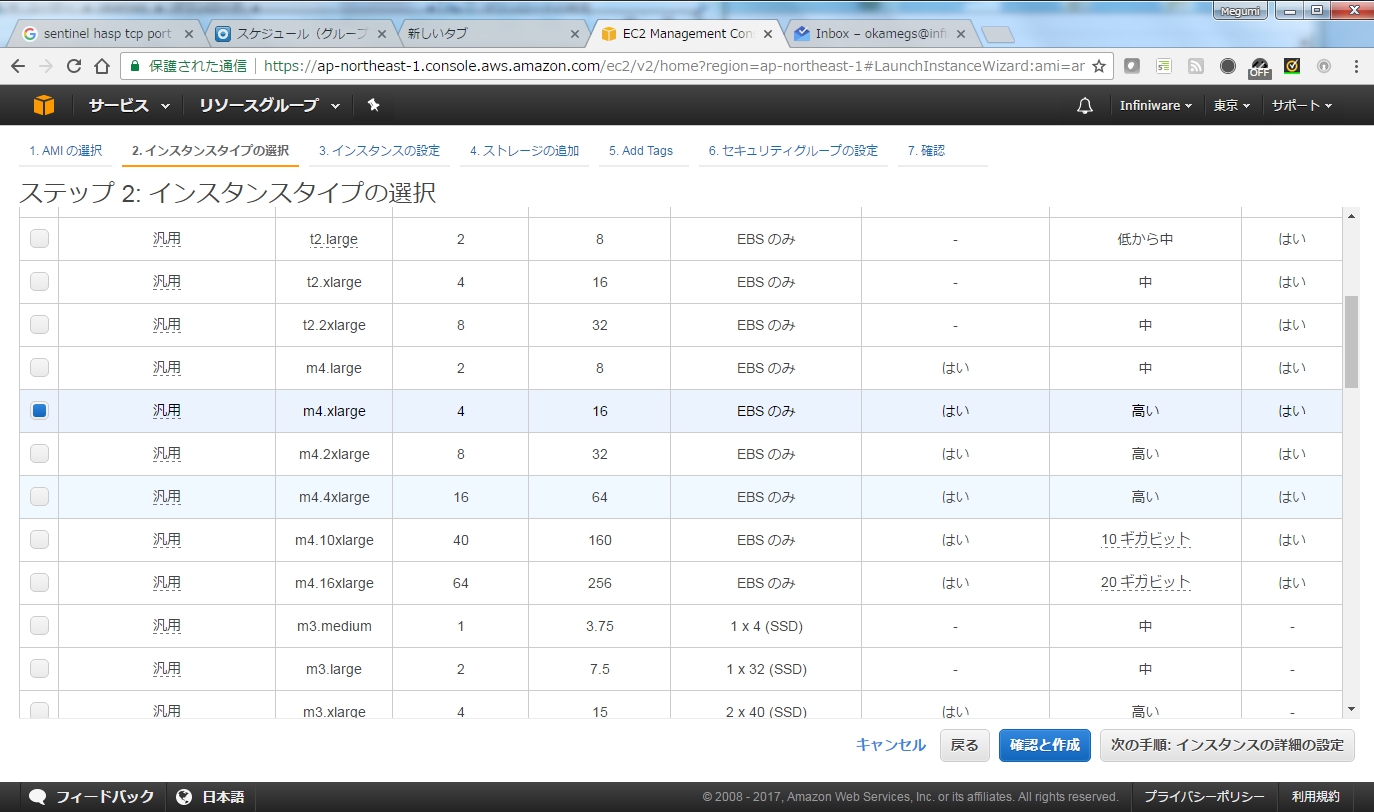 Megumi
sentinel hasp tcp port
スケジュール（グループ
新しいタブ
EC2 Management Con
Inbox – okamegs@infi
保護された通信 https://ap-northeast-1.console.aws.amazon.com/ec2/v2/home?region=ap-northeast-1#LaunchInstanceWizard:ami=ar
OFF
サービス リソースグループ Infiniware 東京 サポート
1. AMI の選択 2. インスタンスタイプの選択 3. インスタンスの設定 4. ストレージの追加 5. Add Tags 6. セキュリティグループの設定 7. 確認
ステップ 2: インスタンスタイプの選択
汎用 t2.large 2 8 EBS のみ - 低から中 はい
汎用 t2.xlarge 4 16 EBS のみ - 中 はい
汎用 t2.2xlarge 8 32 EBS のみ - 中 はい
汎用 m4.large 2 8 EBS のみ はい 中 はい
汎用 m4.xlarge 4 16 EBS のみ はい 高い はい
汎用 m4.2xlarge 8 32 EBS のみ はい 高い はい
汎用 m4.4xlarge 16 64 EBS のみ はい 高い はい
汎用 m4.10xlarge 40 160 EBS のみ はい 10 ギガビット はい
汎用 m4.16xlarge 64 256 EBS のみ はい 20 ギガビット はい
汎用 m3.medium 1 3.75 1 x 4 (SSD) - 中 -
汎用 m3.large 2 7.5 1 x 32 (SSD) - 中 -
汎用 m3.xlarge 4 15 2 x 40 (SSD) はい 高い -
キャンセル 戻る 確認と作成 次の手順: インスタンスの詳細の設定
フィードバック 日本語 © 2008 - 2017, Amazon Web Services, Inc. or its affiliates. All rights reserved. プライバシーポリシー 利用規約